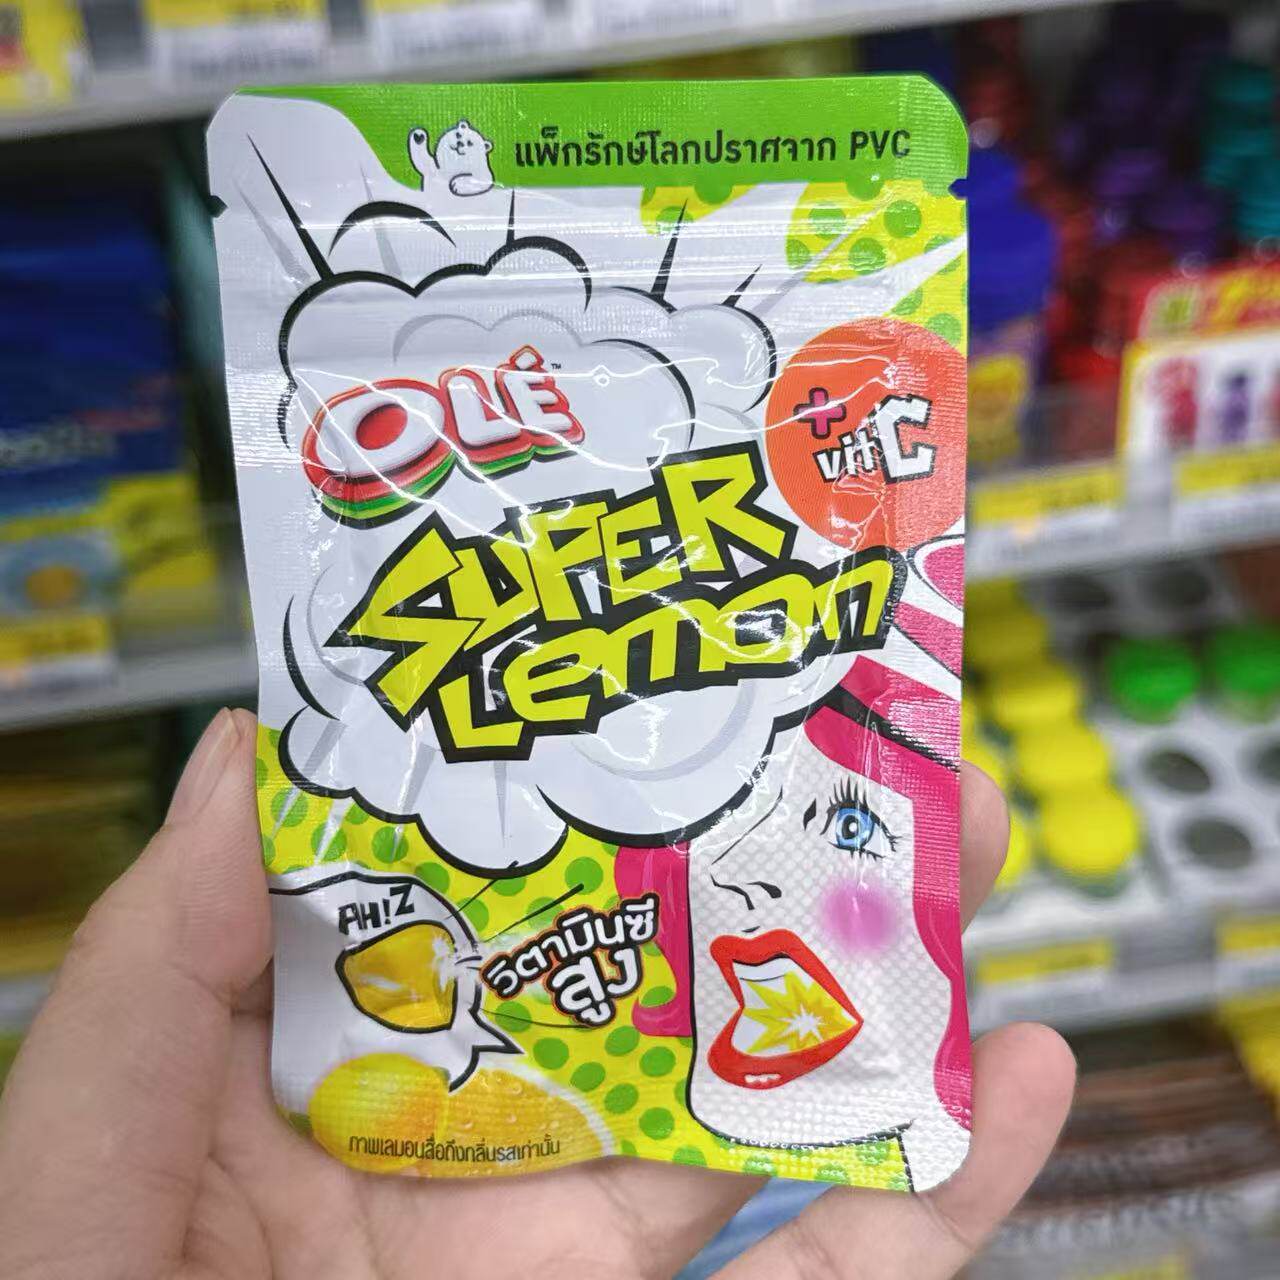 แพ็กรักษ์โลกปราศจาก PVC
OLÉ™
+
vit C
SUPER
Lemon
AH!Z
วิตามินซี
สูง
ภาพเลมอนสื่อถึงกลิ่นรสเท่านั้น